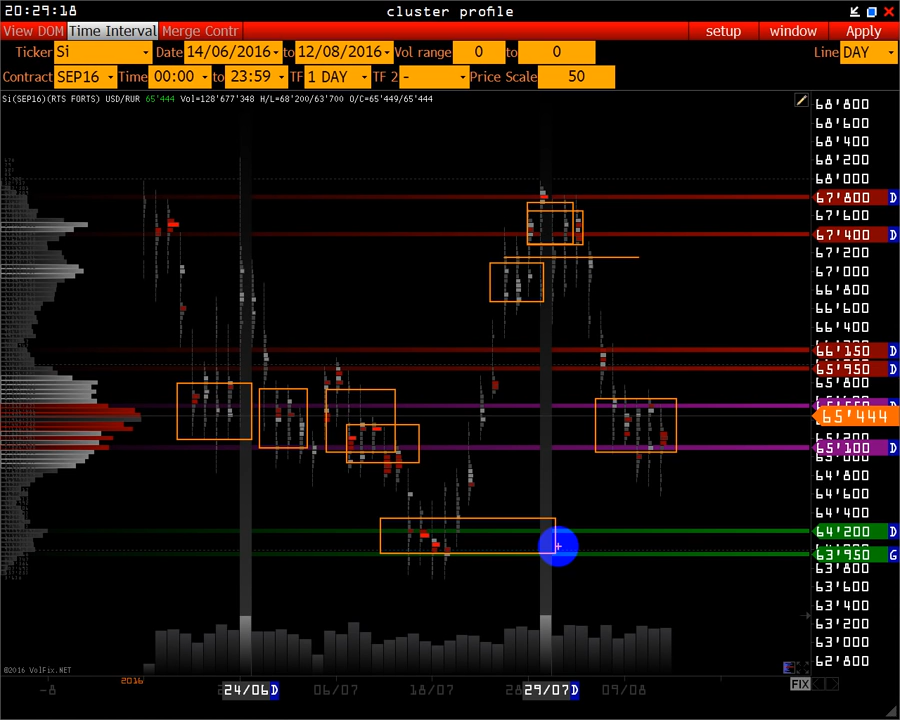 20:29:18 cluster profile
View DOM Time Interval Merge Contr setup window Apply
Ticker Si Date 14/06/2016 to 12/08/2016 Vol range 0 to 0 Line DAY
Contract SEP16 Time 00:00 to 23:59 TF 1 DAY TF 2 - Price Scale 50
Si(SEP16)(RTS FORTS) USD/RUR 65'444 Vol=128'677'348 H/L=68'200/63'700 O/C=65'449/65'444
68'800
68'600
68'400
68'200
68'000
67'800 D
67'600
67'400 D
67'200
67'000
66'800
66'600
66'400
66'150 D
65'950 D
65'800
65'444
65'100 D
64'800
64'600
64'400
64'200 D
63'950 G
63'800
63'600
63'400
63'200
63'000
62'800
©2016 VolFix.NET
2016
FIX
-8 24/06 D 06/07 18/07 29/07 D 09/08